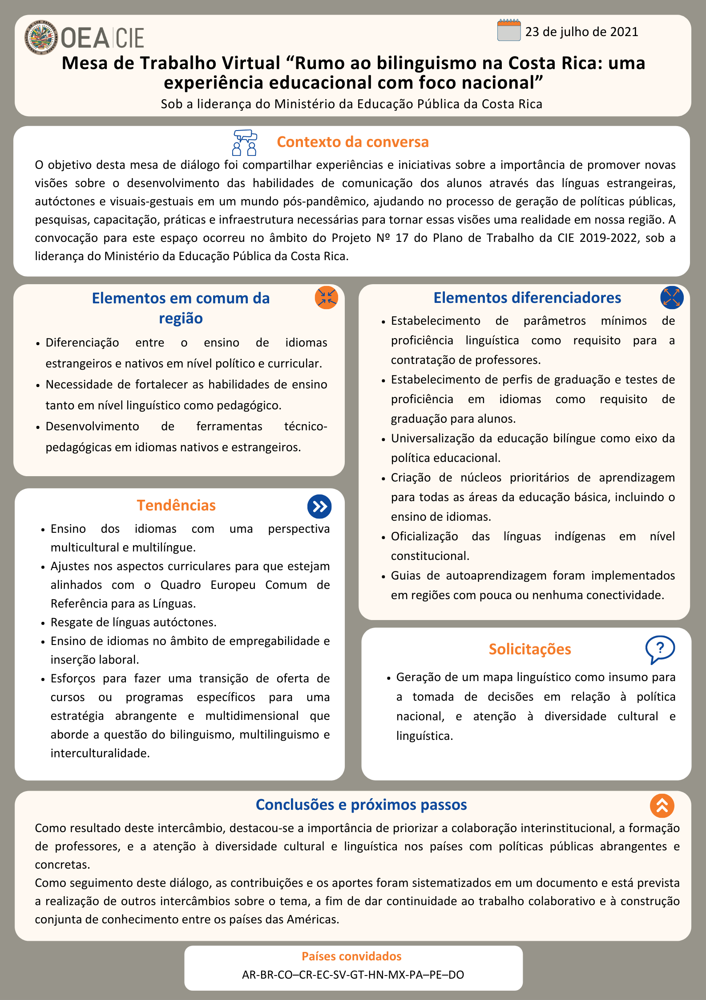 ORGANIZACION DE LOS ESTADOS AMERICANOS
OEA|CIE
23 de julho de 2021
Mesa de Trabalho Virtual “Rumo ao bilinguismo na Costa Rica: uma
experiência educacional com foco nacional”
Sob a liderança do Ministério da Educação Pública da Costa Rica
Contexto da conversa
O objetivo desta mesa de diálogo foi compartilhar experiências e iniciativas sobre a importância de promover novas
visões sobre o desenvolvimento das habilidades de comunicação dos alunos através das línguas estrangeiras,
autóctones e visuais-gestuais em um mundo pós-pandêmico, ajudando no processo de geração de políticas públicas,
pesquisas, capacitação, práticas e infraestrutura necessárias para tornar essas visões uma realidade em nossa região. A
convocação para este espaço ocorreu no âmbito do Projeto Nº 17 do Plano de Trabalho da CIE 2019-2022, sob a
liderança do Ministério da Educação Pública da Costa Rica.
Elementos em comum da
região
• Diferenciação entre o ensino de idiomas
estrangeiros e nativos em nível político e curricular.
• Necessidade de fortalecer as habilidades de ensino
tanto em nível linguístico como pedagógico.
• Desenvolvimento de ferramentas técnico-
pedagógicas em idiomas nativos e estrangeiros.
Tendências
• Ensino dos idiomas com uma perspectiva
multicultural e multilíngue.
• Ajustes nos aspectos curriculares para que estejam
alinhados com o Quadro Europeu Comum de
Referência para as Línguas.
• Resgate de línguas autóctones.
• Ensino de idiomas no âmbito de empregabilidade e
inserção laboral.
• Esforços para fazer uma transição de oferta de
cursos ou programas específicos para uma
estratégia abrangente e multidimensional que
aborde a questão do bilinguismo, multilinguismo e
interculturalidade.
Elementos diferenciadores
• Estabelecimento de parâmetros mínimos de
proficiência linguística como requisito para a
contratação de professores.
• Estabelecimento de perfis de graduação e testes de
proficiência em idiomas como requisito de
graduação para alunos.
• Universalização da educação bilíngue como eixo da
política educacional.
• Criação de núcleos prioritários de aprendizagem
para todas as áreas da educação básica, incluindo o
ensino de idiomas.
• Oficialização das línguas indígenas em nível
constitucional.
• Guias de autoaprendizagem foram implementados
em regiões com pouca ou nenhuma conectividade.
Solicitações
?
• Geração de um mapa linguístico como insumo para
a tomada de decisões em relação à política
nacional, e atenção à diversidade cultural e
linguística.
Conclusões e próximos passos
Como resultado deste intercâmbio, destacou-se a importância de priorizar a colaboração interinstitucional, a formação
de professores, e a atenção à diversidade cultural e linguística nos países com políticas públicas abrangentes e
concretas.
Como seguimento deste diálogo, as contribuições e os aportes foram sistematizados em um documento e está prevista
a realização de outros intercâmbios sobre o tema, a fim de dar continuidade ao trabalho colaborativo e à construção
conjunta de conhecimento entre os países das Américas.
Países convidados
AR-BR-CO–CR-EC-SV-GT-HN-MX-PA–PE–DO